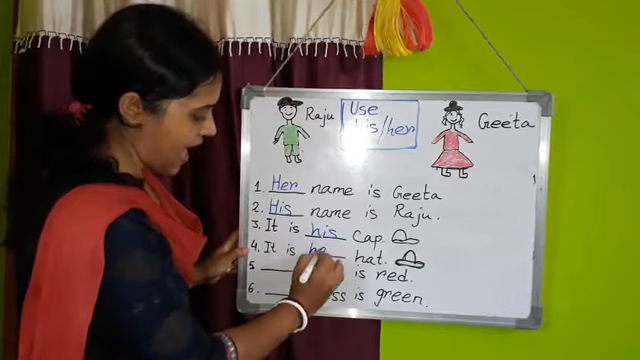 Raju
Use
his/her
Geeta
1. Her name is Geeta
2. His name is Raju.
3. It is his Cap.
4. It is he hat.
5 ______ is red.
6. is green.